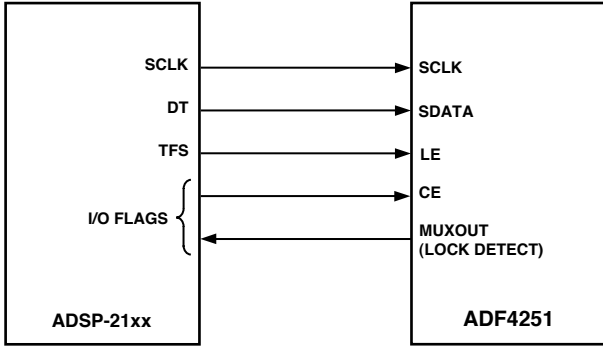 SCLK
DT
TFS
I/O FLAGS
ADSP-21xx
SCLK
SDATA
LE
CE
MUXOUT
(LOCK DETECT)
ADF4251